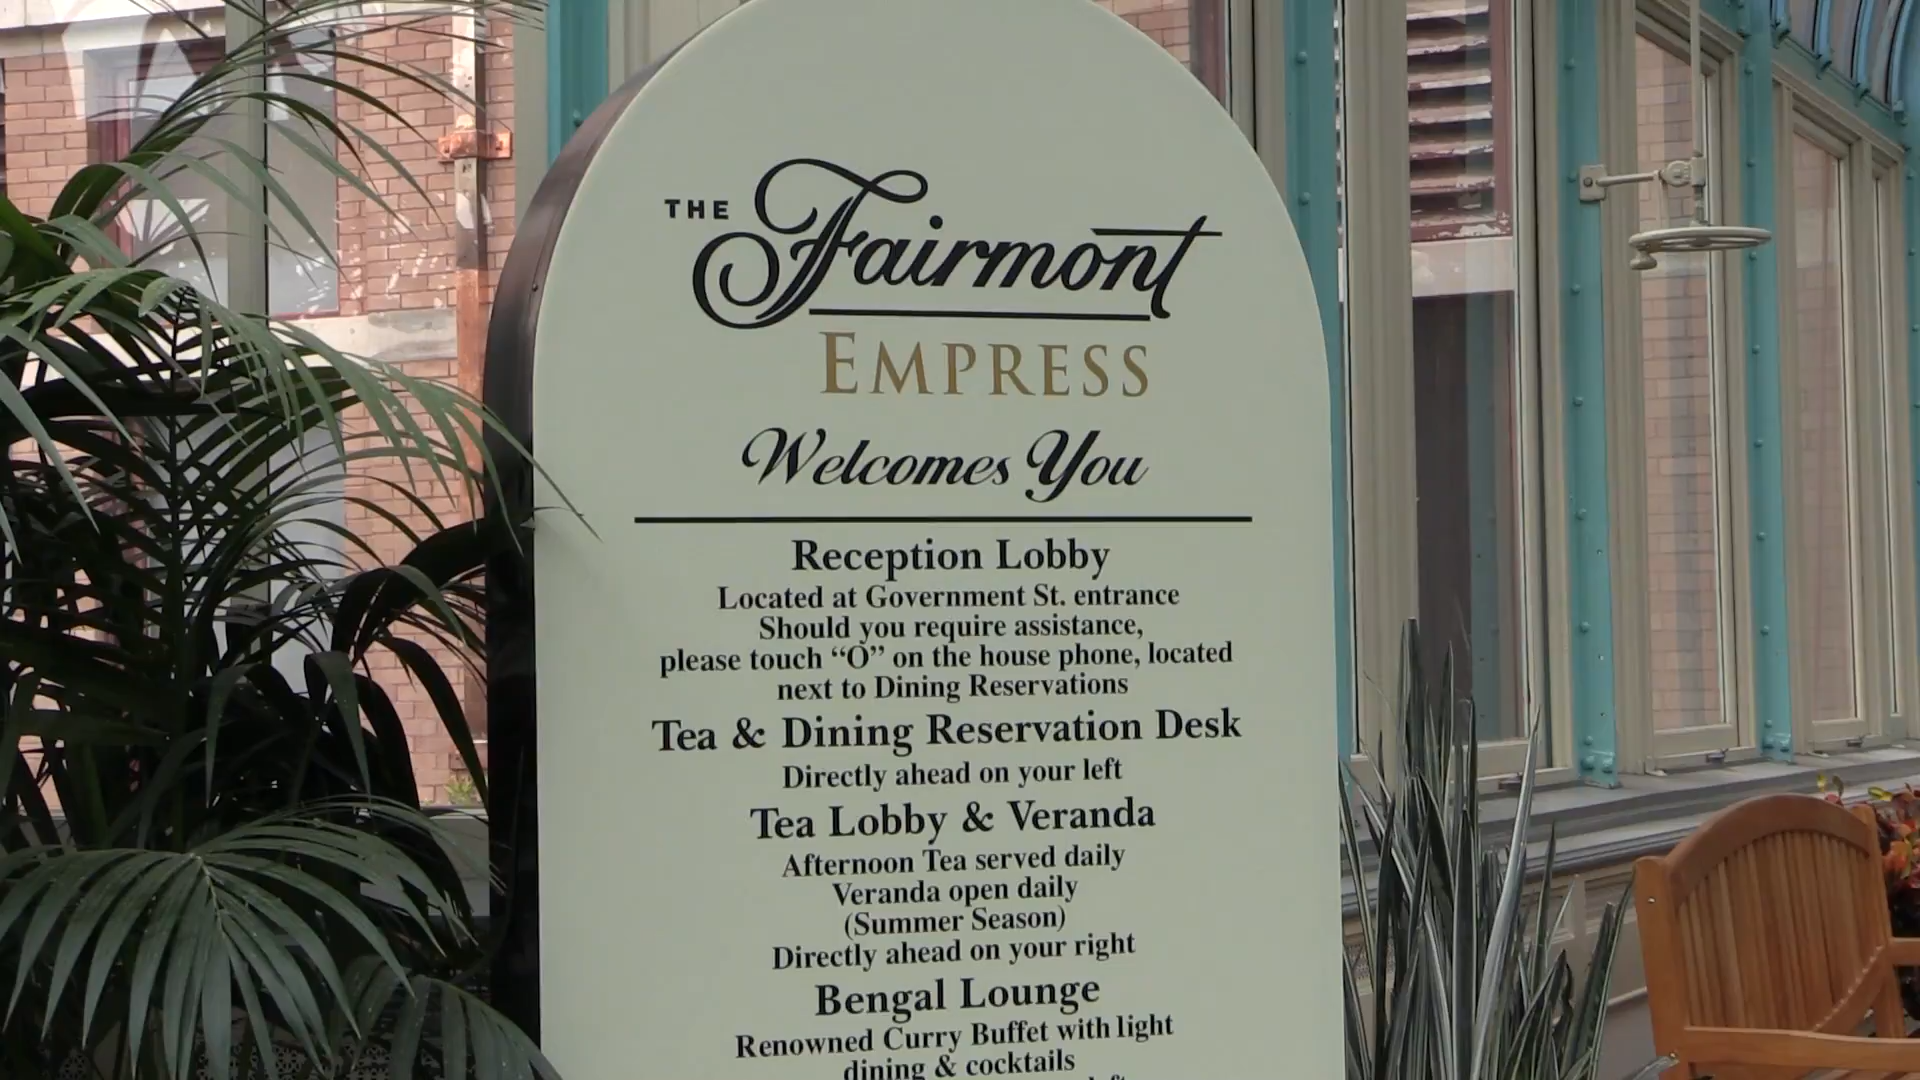 THE Fairmont
EMPRESS
Welcomes You
Reception Lobby
Located at Government St. entrance
Should you require assistance,
please touch “O” on the house phone, located
next to Dining Reservations
Tea & Dining Reservation Desk
Directly ahead on your left
Tea Lobby & Veranda
Afternoon Tea served daily
Veranda open daily
(Summer Season)
Directly ahead on your right
Bengal Lounge
Renowned Curry Buffet with light
dining & cocktails